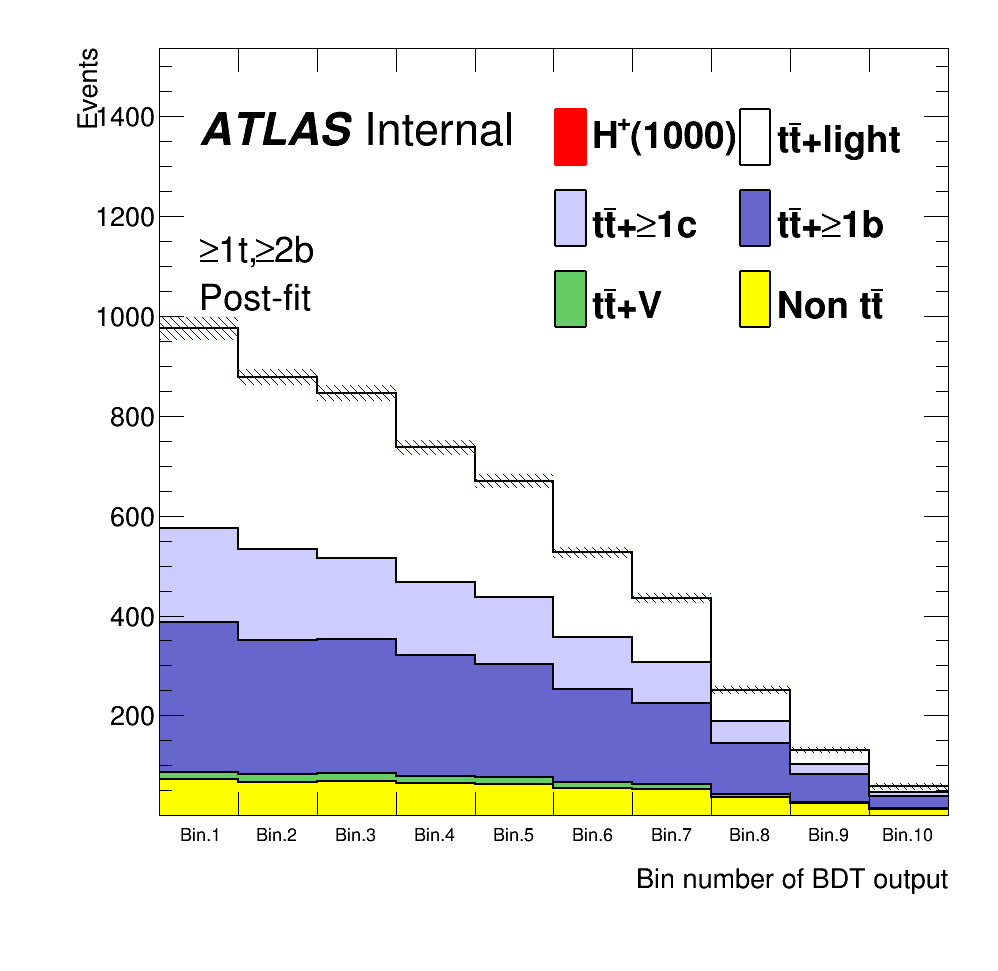 Events
1400
1200
1000
800
600
400
200
ATLAS Internal
≥1t,≥2b
Post-fit
H⁺(1000)
tt̄+light
tt̄+≥1c
tt̄+≥1b
tt̄+V
Non tt̄
Bin.1 Bin.2 Bin.3 Bin.4 Bin.5 Bin.6 Bin.7 Bin.8 Bin.9 Bin.10
Bin number of BDT output